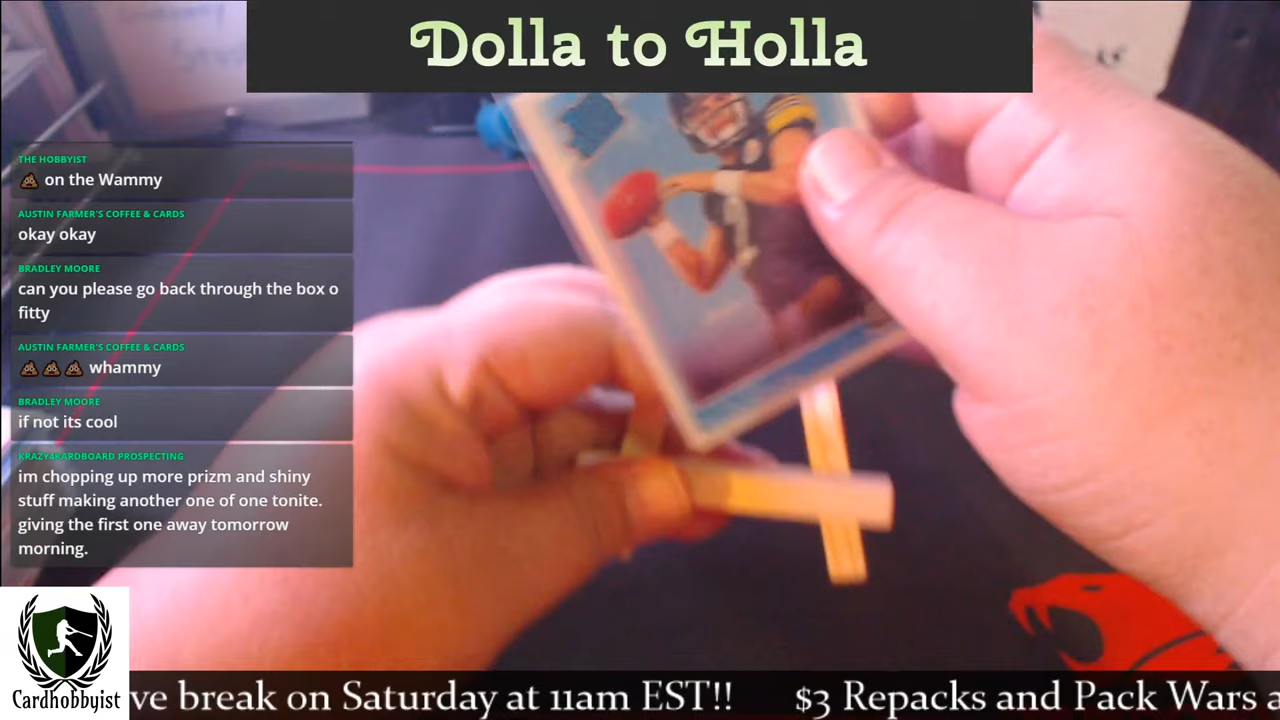 Dolla to Holla
THE HOBBYIST
💩 on the Wammy
AUSTIN FARMER'S COFFEE & CARDS
okay okay
BRADLEY MOORE
can you please go back through the box o
fitty
AUSTIN FARMER'S COFFEE & CARDS
💩 💩 💩 whammy
BRADLEY MOORE
if not its cool
KRAZY4KARDBOARD PROSPECTING
im chopping up more prizm and shiny
stuff making another one of one tonite.
giving the first one away tomorrow
morning.
Cardhobbyist
ve break on Saturday at 11am EST!! $3 Repacks and Pack Wars a